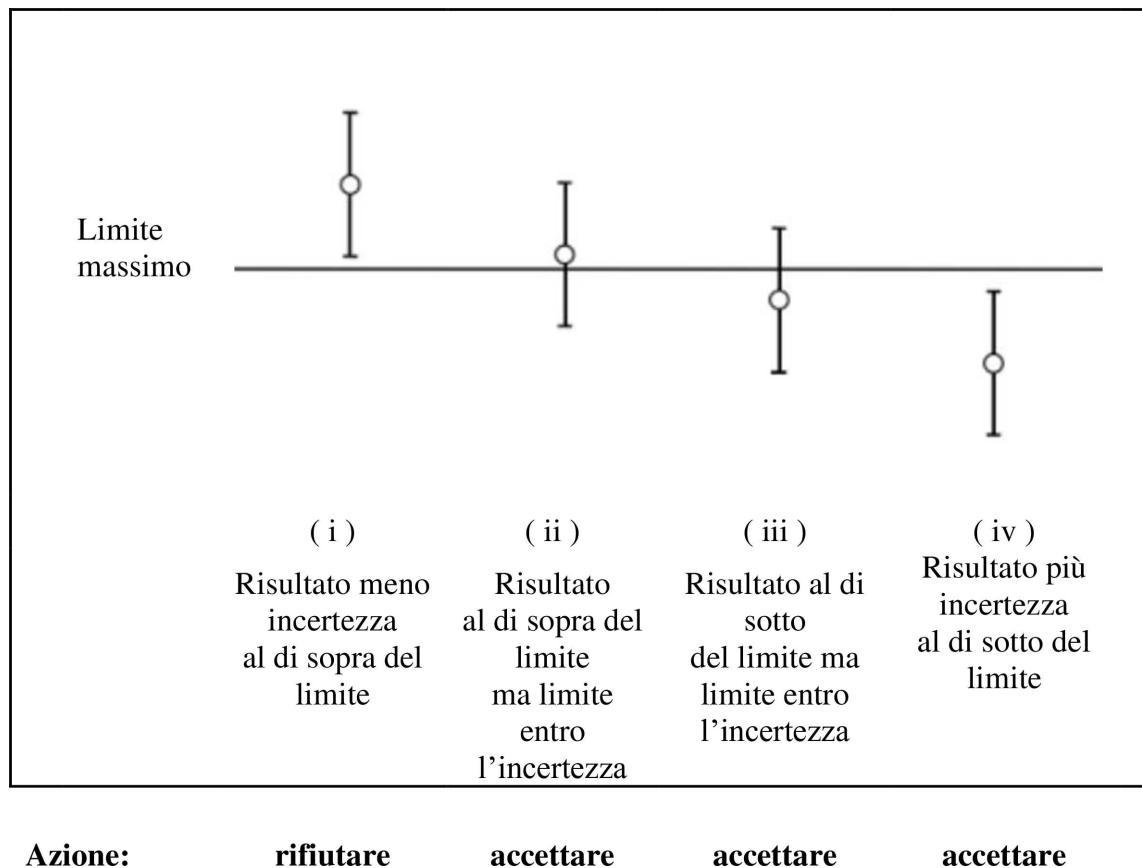 Limite
massimo
( i )
Risultato meno
incertezza
al di sopra del
limite
( ii )
Risultato
al di sopra del
limite
ma limite
entro
l’incertezza
( iii )
Risultato al di
sotto
del limite ma
limite entro
l’incertezza
( iv )
Risultato più
incertezza
al di sotto del
limite
Azione: rifiutare accettare accettare accettare